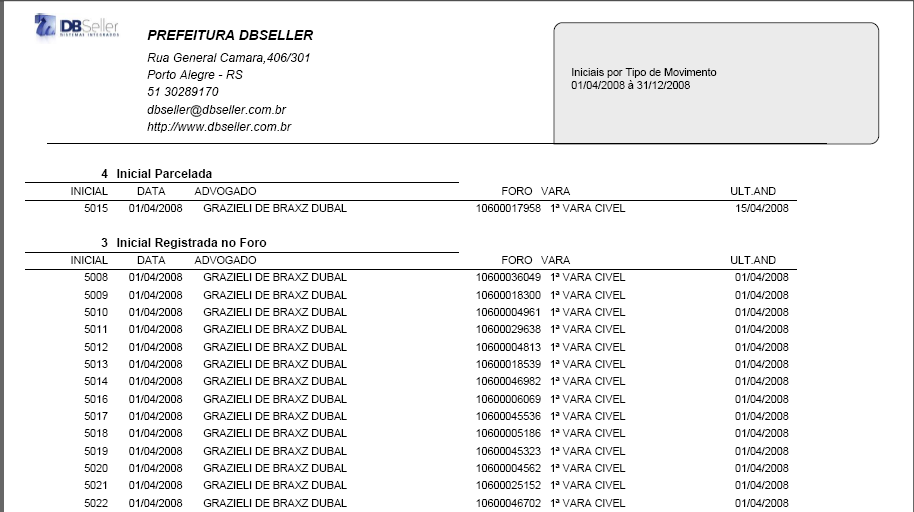 DBSeller
SISTEMAS INTEGRADOS
PREFEITURA DBSELLER
Rua General Camara,406/301
Porto Alegre - RS
51 30289170
dbseller@dbseller.com.br
http://www.dbseller.com.br
Iniciais por Tipo de Movimento
01/04/2008 à 31/12/2008
4 Inicial Parcelada
INICIAL DATA ADVOGADO FORO VARA ULT.AND
5015 01/04/2008 GRAZIELI DE BRAXZ DUBAL 10600017958 1ª VARA CIVEL 15/04/2008
3 Inicial Registrada no Foro
INICIAL DATA ADVOGADO FORO VARA ULT.AND
5008 01/04/2008 GRAZIELI DE BRAXZ DUBAL 10600036049 1ª VARA CIVEL 01/04/2008
5009 01/04/2008 GRAZIELI DE BRAXZ DUBAL 10600018300 1ª VARA CIVEL 01/04/2008
5010 01/04/2008 GRAZIELI DE BRAXZ DUBAL 10600004961 1ª VARA CIVEL 01/04/2008
5011 01/04/2008 GRAZIELI DE BRAXZ DUBAL 10600029638 1ª VARA CIVEL 01/04/2008
5012 01/04/2008 GRAZIELI DE BRAXZ DUBAL 10600004813 1ª VARA CIVEL 01/04/2008
5013 01/04/2008 GRAZIELI DE BRAXZ DUBAL 10600018539 1ª VARA CIVEL 01/04/2008
5014 01/04/2008 GRAZIELI DE BRAXZ DUBAL 10600046982 1ª VARA CIVEL 01/04/2008
5016 01/04/2008 GRAZIELI DE BRAXZ DUBAL 10600006069 1ª VARA CIVEL 01/04/2008
5017 01/04/2008 GRAZIELI DE BRAXZ DUBAL 10600045536 1ª VARA CIVEL 01/04/2008
5018 01/04/2008 GRAZIELI DE BRAXZ DUBAL 10600005186 1ª VARA CIVEL 01/04/2008
5019 01/04/2008 GRAZIELI DE BRAXZ DUBAL 10600045323 1ª VARA CIVEL 01/04/2008
5020 01/04/2008 GRAZIELI DE BRAXZ DUBAL 10600004562 1ª VARA CIVEL 01/04/2008
5021 01/04/2008 GRAZIELI DE BRAXZ DUBAL 10600025152 1ª VARA CIVEL 01/04/2008
5022 01/04/2008 GRAZIELI DE BRAXZ DUBAL 10600046702 1ª VARA CIVEL 01/04/2008